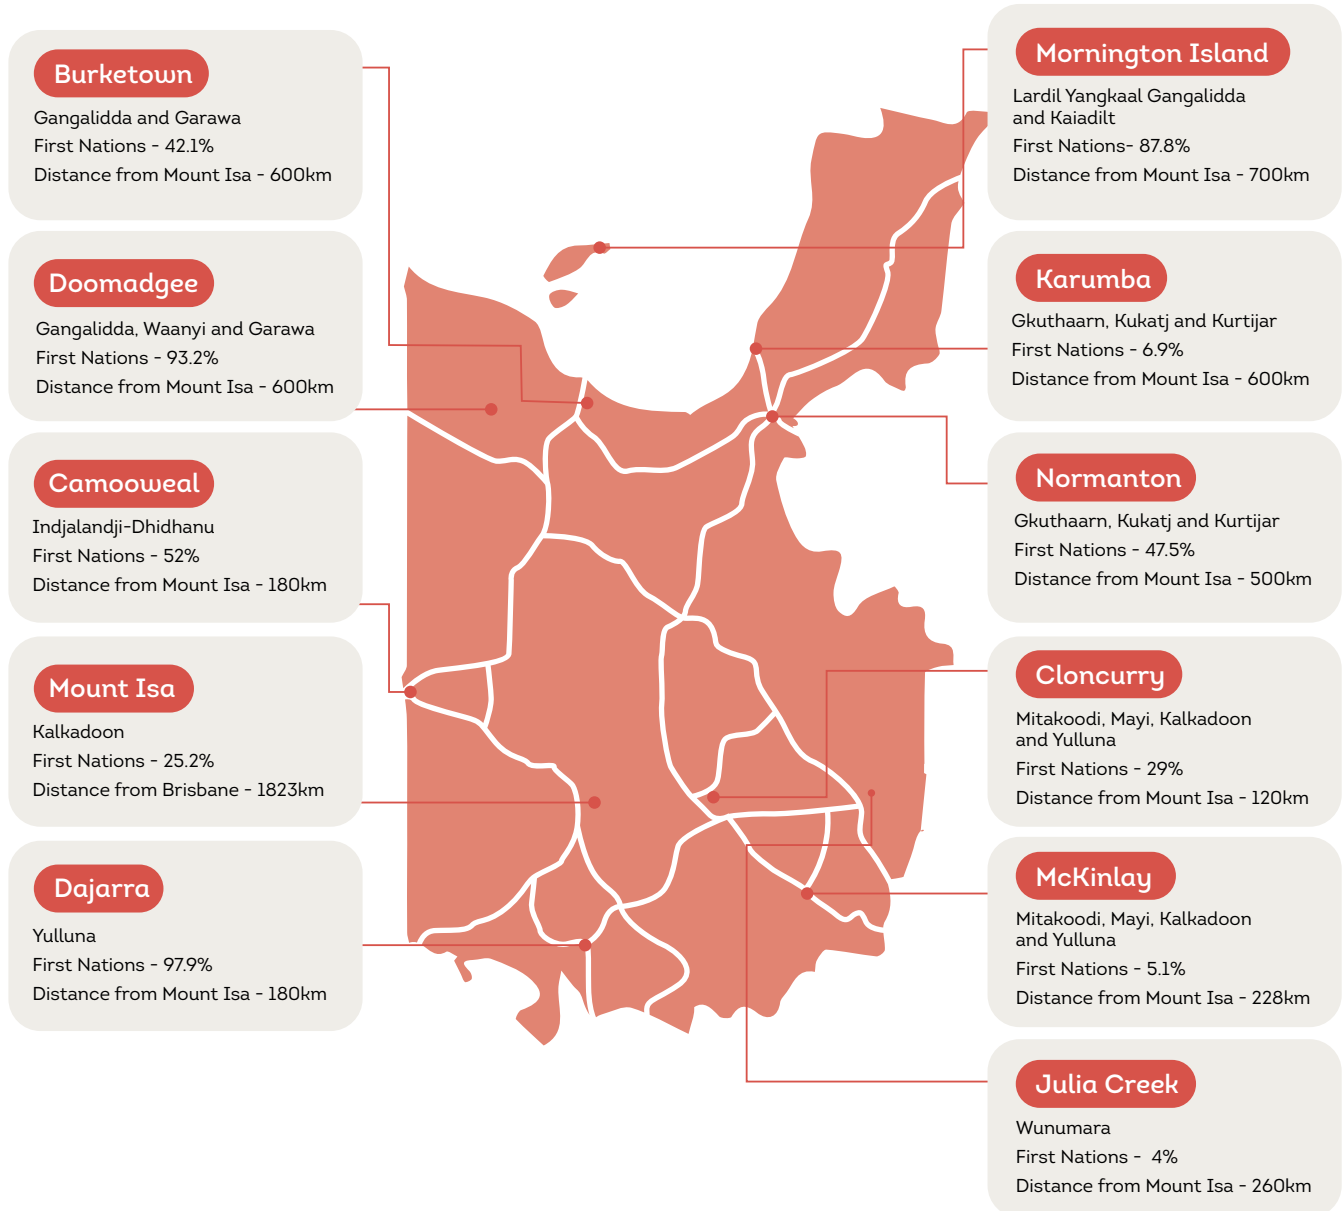 Burketown
Gangalidda and Garawa
First Nations - 42.1%
Distance from Mount Isa - 600km
Doomadgee
Gangalidda, Waanyi and Garawa
First Nations - 93.2%
Distance from Mount Isa - 600km
Camooweal
Indjalandji-Dhidhanu
First Nations - 52%
Distance from Mount Isa - 180km
Mount Isa
Kalkadoon
First Nations - 25.2%
Distance from Brisbane - 1823km
Dajarra
Yulluna
First Nations - 97.9%
Distance from Mount Isa - 180km
Mornington Island
Lardil Yangkaal Gangalidda
and Kaiadilt
First Nations- 87.8%
Distance from Mount Isa - 700km
Karumba
Gkuthaarn, Kukatj and Kurtijar
First Nations - 6.9%
Distance from Mount Isa - 600km
Normanton
Gkuthaarn, Kukatj and Kurtijar
First Nations - 47.5%
Distance from Mount Isa - 500km
Cloncurry
Mitakoodi, Mayi, Kalkadoon
and Yulluna
First Nations - 29%
Distance from Mount Isa - 120km
McKinlay
Mitakoodi, Mayi, Kalkadoon
and Yulluna
First Nations - 5.1%
Distance from Mount Isa - 228km
Julia Creek
Wunumara
First Nations -  4%
Distance from Mount Isa - 260km